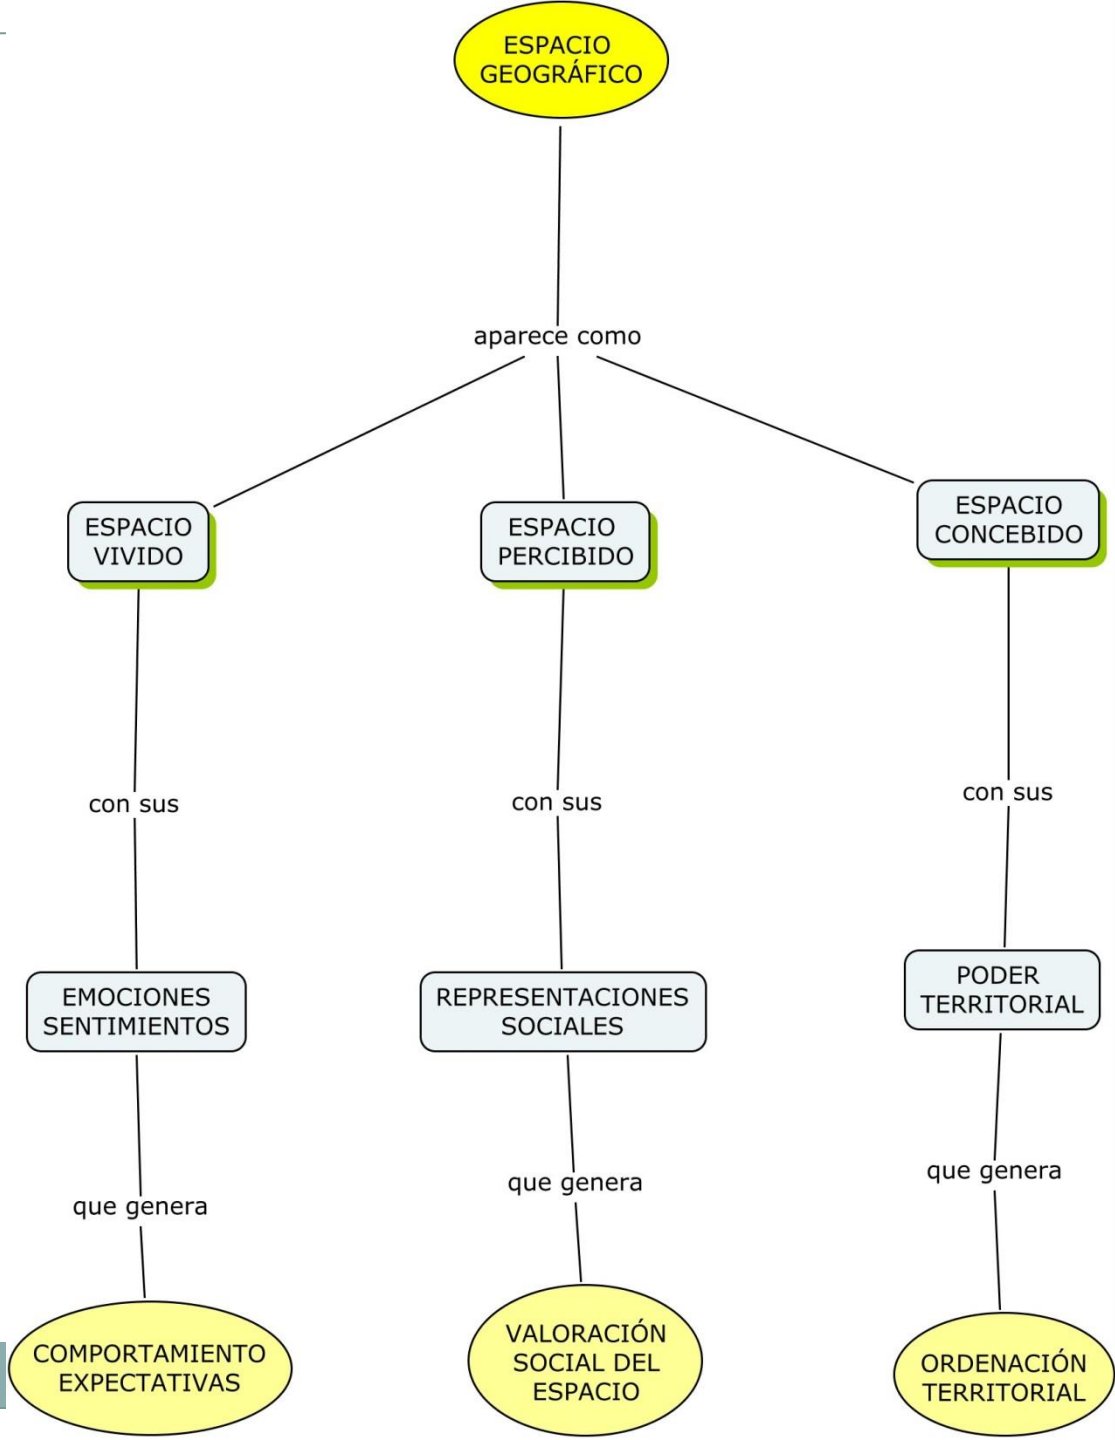 ESPACIO
GEOGRÁFICO
aparece como
ESPACIO
VIVIDO
ESPACIO
PERCIBIDO
ESPACIO
CONCEBIDO
con sus
con sus
con sus
EMOCIONES
SENTIMIENTOS
REPRESENTACIONES
SOCIALES
PODER
TERRITORIAL
que genera
que genera
que genera
COMPORTAMIENTO
EXPECTATIVAS
VALORACIÓN
SOCIAL DEL
ESPACIO
ORDENACIÓN
TERRITORIAL